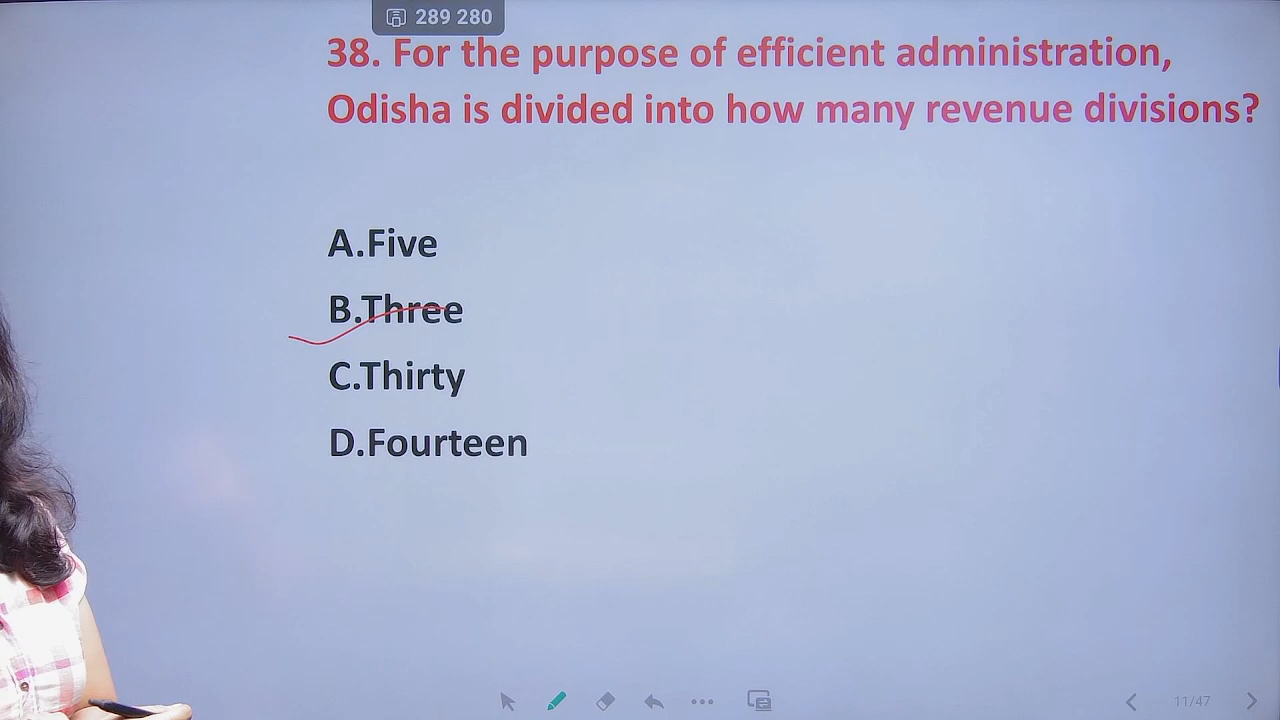 289 280
38. For the purpose of efficient administration,
Odisha is divided into how many revenue divisions?
A.Five
B.Three
C.Thirty
D.Fourteen
11/47